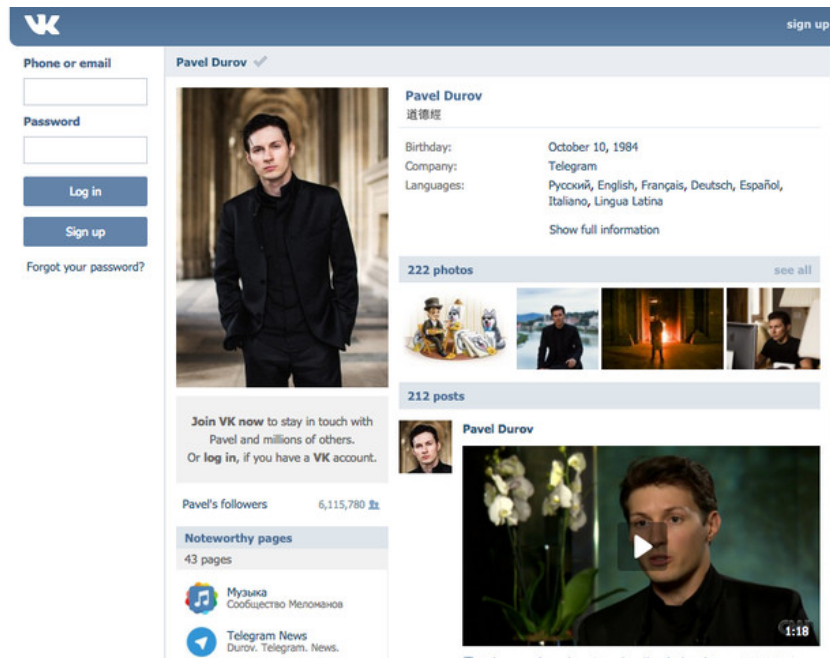 VK
sign up
Phone or email
Password
Log in
Sign up
Forgot your password?
Pavel Durov
Pavel Durov
道德經
Birthday: October 10, 1984
Company: Telegram
Languages: Русский, English, Français, Deutsch, Español,
Italiano, Lingua Latina
Show full information
222 photos see all
212 posts
Pavel Durov
1:18
Join VK now to stay in touch with
Pavel and millions of others.
Or log in, if you have a VK account.
Pavel's followers 6,115,780
Noteworthy pages
43 pages
Музыка
Сообщество Меломанов
Telegram News
Durov. Telegram. News.